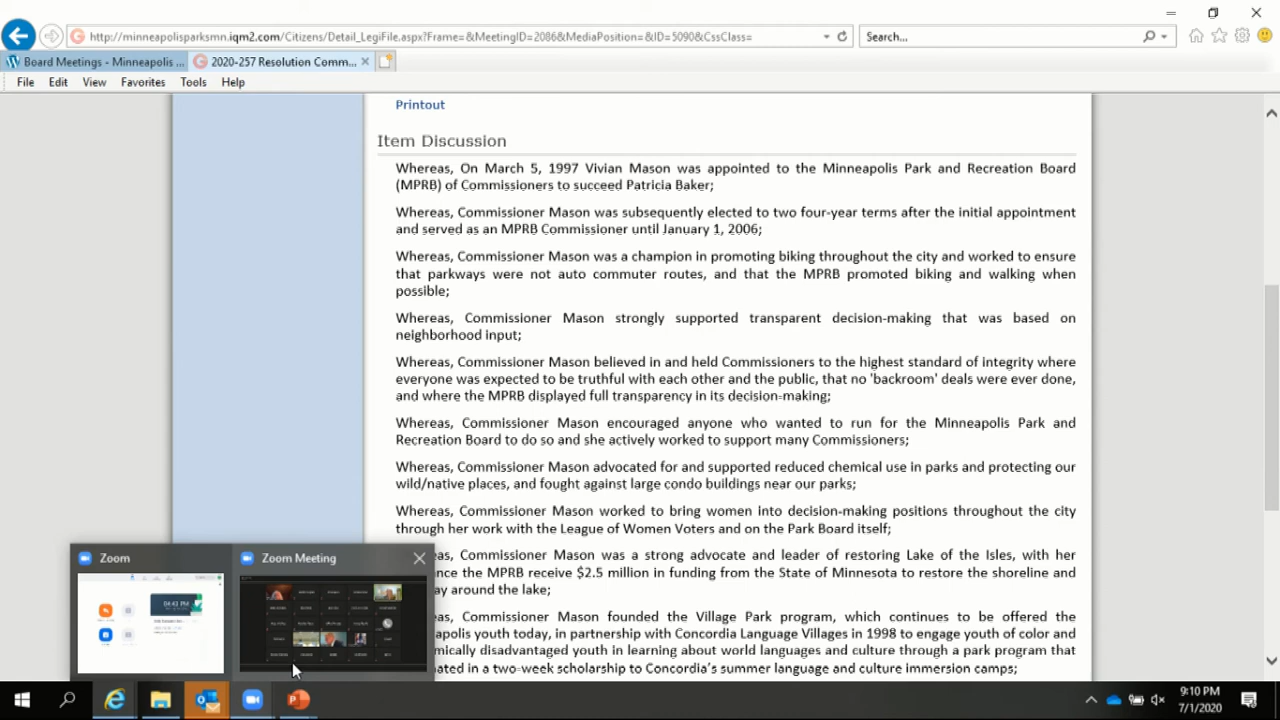 http://minneapolisparksmn.iqm2.com/Citizens/Detail_LegiFile.aspx?Frame=&MeetingID=2086&MediaPosition=&ID=5090&CssClass=
Search...
Board Meetings - Minneapolis ...
2020-257 Resolution Comm...
File Edit View Favorites Tools Help
Printout
Item Discussion
Whereas, On March 5, 1997 Vivian Mason was appointed to the Minneapolis Park and Recreation Board
(MPRB) of Commissioners to succeed Patricia Baker;
Whereas, Commissioner Mason was subsequently elected to two four-year terms after the initial appointment
and served as an MPRB Commissioner until January 1, 2006;
Whereas, Commissioner Mason was a champion in promoting biking throughout the city and worked to ensure
that parkways were not auto commuter routes, and that the MPRB promoted biking and walking when
possible;
Whereas, Commissioner Mason strongly supported transparent decision-making that was based on
neighborhood input;
Whereas, Commissioner Mason believed in and held Commissioners to the highest standard of integrity where
everyone was expected to be truthful with each other and the public, that no 'backroom' deals were ever done,
and where the MPRB displayed full transparency in its decision-making;
Whereas, Commissioner Mason encouraged anyone who wanted to run for the Minneapolis Park and
Recreation Board to do so and she actively worked to support many Commissioners;
Whereas, Commissioner Mason advocated for and supported reduced chemical use in parks and protecting our
wild/native places, and fought against large condo buildings near our parks;
Whereas, Commissioner Mason worked to bring women into decision-making positions throughout the city
through her work with the League of Women Voters and on the Park Board itself;
eas, Commissioner Mason was a strong advocate and leader of restoring Lake of the Isles, with her
nce the MPRB receive $2.5 million in funding from the State of Minnesota to restore the shoreline and
ay around the lake;
eas, Commissioner Mason founded the Village Park program, which continues to be offered the
apolis youth today, in partnership with Concordia Language Villages in 1998 to engage youth of color and
mically disadvantaged youth in learning about world languages and culture through a park program that
nated in a two-week scholarship to Concordia's summer language and culture immersion camps;
Zoom
Zoom Meeting
04:43 PM
9:10 PM
7/1/2020